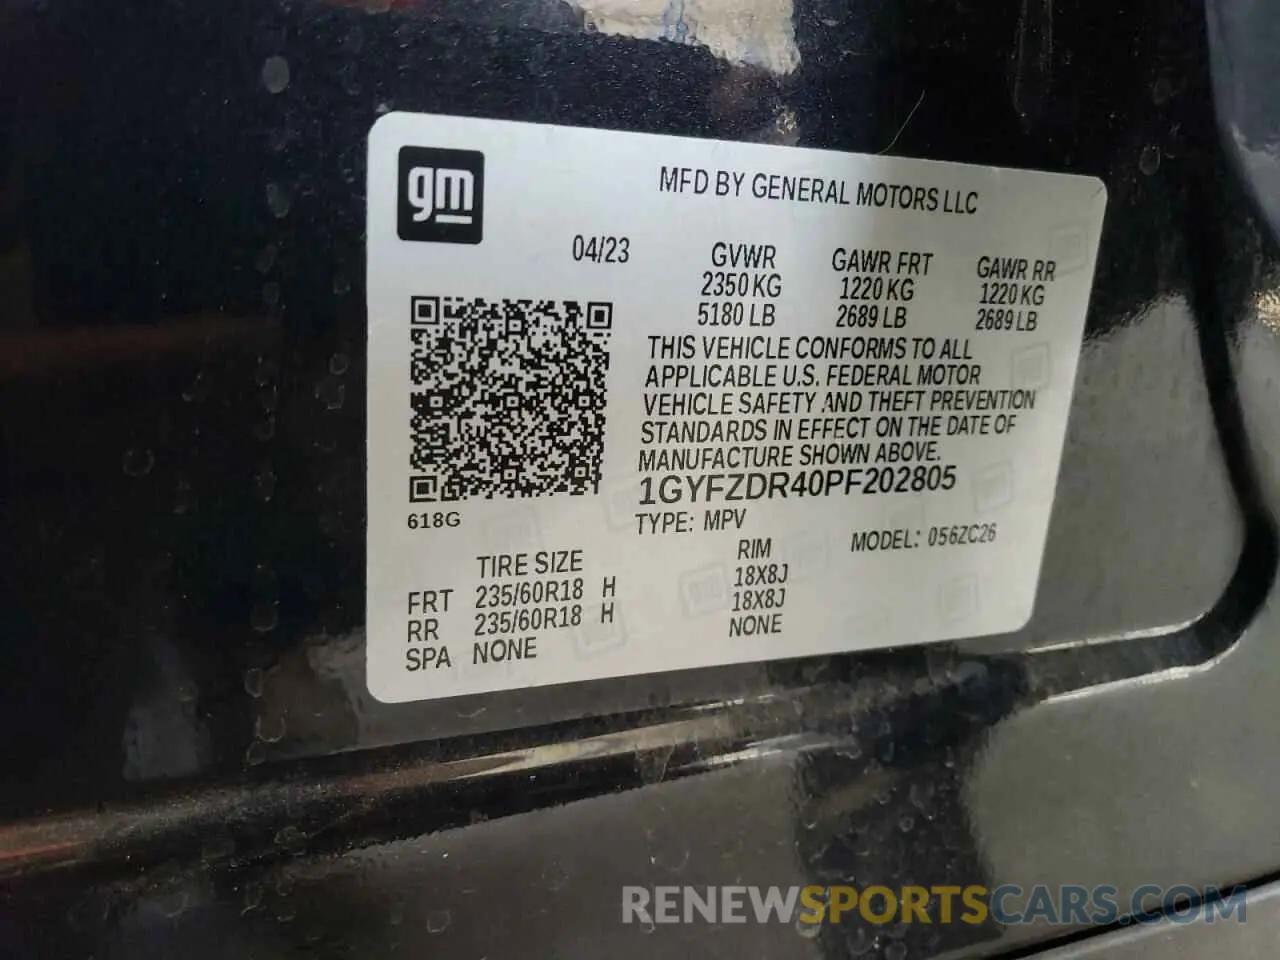 gm
MFD BY GENERAL MOTORS LLC
04/23 GVWR GAWR FRT GAWR RR
2350 KG 1220 KG 1220 KG
5180 LB 2689 LB 2689 LB
THIS VEHICLE CONFORMS TO ALL
APPLICABLE U.S. FEDERAL MOTOR
VEHICLE SAFETY AND THEFT PREVENTION
STANDARDS IN EFFECT ON THE DATE OF
MANUFACTURE SHOWN ABOVE.
1GYFZDR40PF202805
618G
TYPE: MPV MODEL: 056ZC26
TIRE SIZE RIM
FRT 235/60R18 H 18X8J
RR 235/60R18 H 18X8J
SPA NONE NONE
RENEWSPORTSCARS.COM